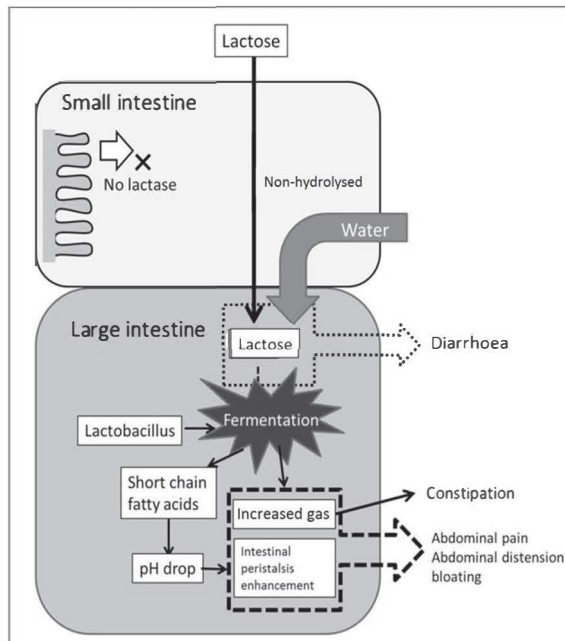 Lactose
Small intestine
No lactase
Non-hydrolysed
Water
Large intestine
Lactose
Diarrhoea
Fermentation
Lactobacillus
Short chain
fatty acids
Increased gas
Constipation
Intestinal
peristalsis
enhancement
pH drop
Abdominal pain
Abdominal distension
bloating